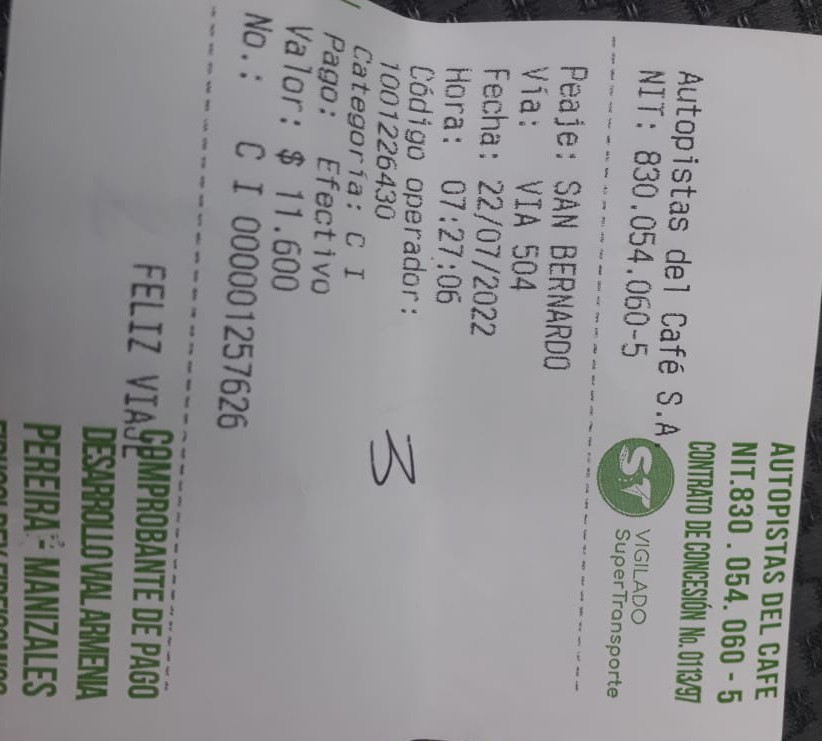 AUTOPISTAS DEL CAFE
NIT.830 . 054. 060 - 5
CONTRATO DE CONCESIÓN No. 0113/97
Autopistas del Café S.A.
NIT: 830.054.060-5
ST
VIGILADO
SuperTransporte
Peaje: SAN BERNARDO
Vía: VIA 504
Fecha: 22/07/2022
Hora: 07:27:06
Código operador:
1001226430
Categoría: C I
Pago: Efectivo
Valor: $ 11.600
No.: C I 000001257626
3
FELIZ VIAJE
COMPROBANTE DE PAGO
DESARROLLO VIAL ARMENIA
PEREIRA - MANIZALES